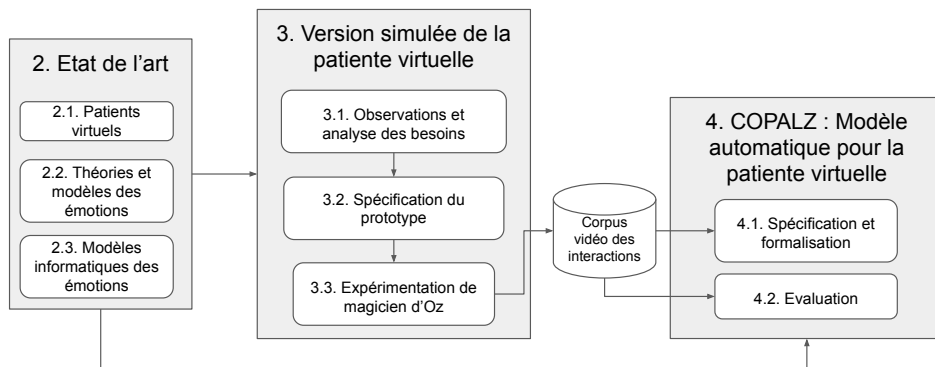 2. Etat de l'art
2.1. Patients
virtuels
2.2. Théories et
modèles des
émotions
2.3. Modèles
informatiques des
émotions
3. Version simulée de la
patiente virtuelle
3.1. Observations et
analyse des besoins
3.2. Spécification du
prototype
3.3. Expérimentation de
magicien d'Oz
Corpus
vidéo des
interactions
4. COPALZ : Modèle
automatique pour la
patiente virtuelle
4.1. Spécification et
formalisation
4.2. Evaluation